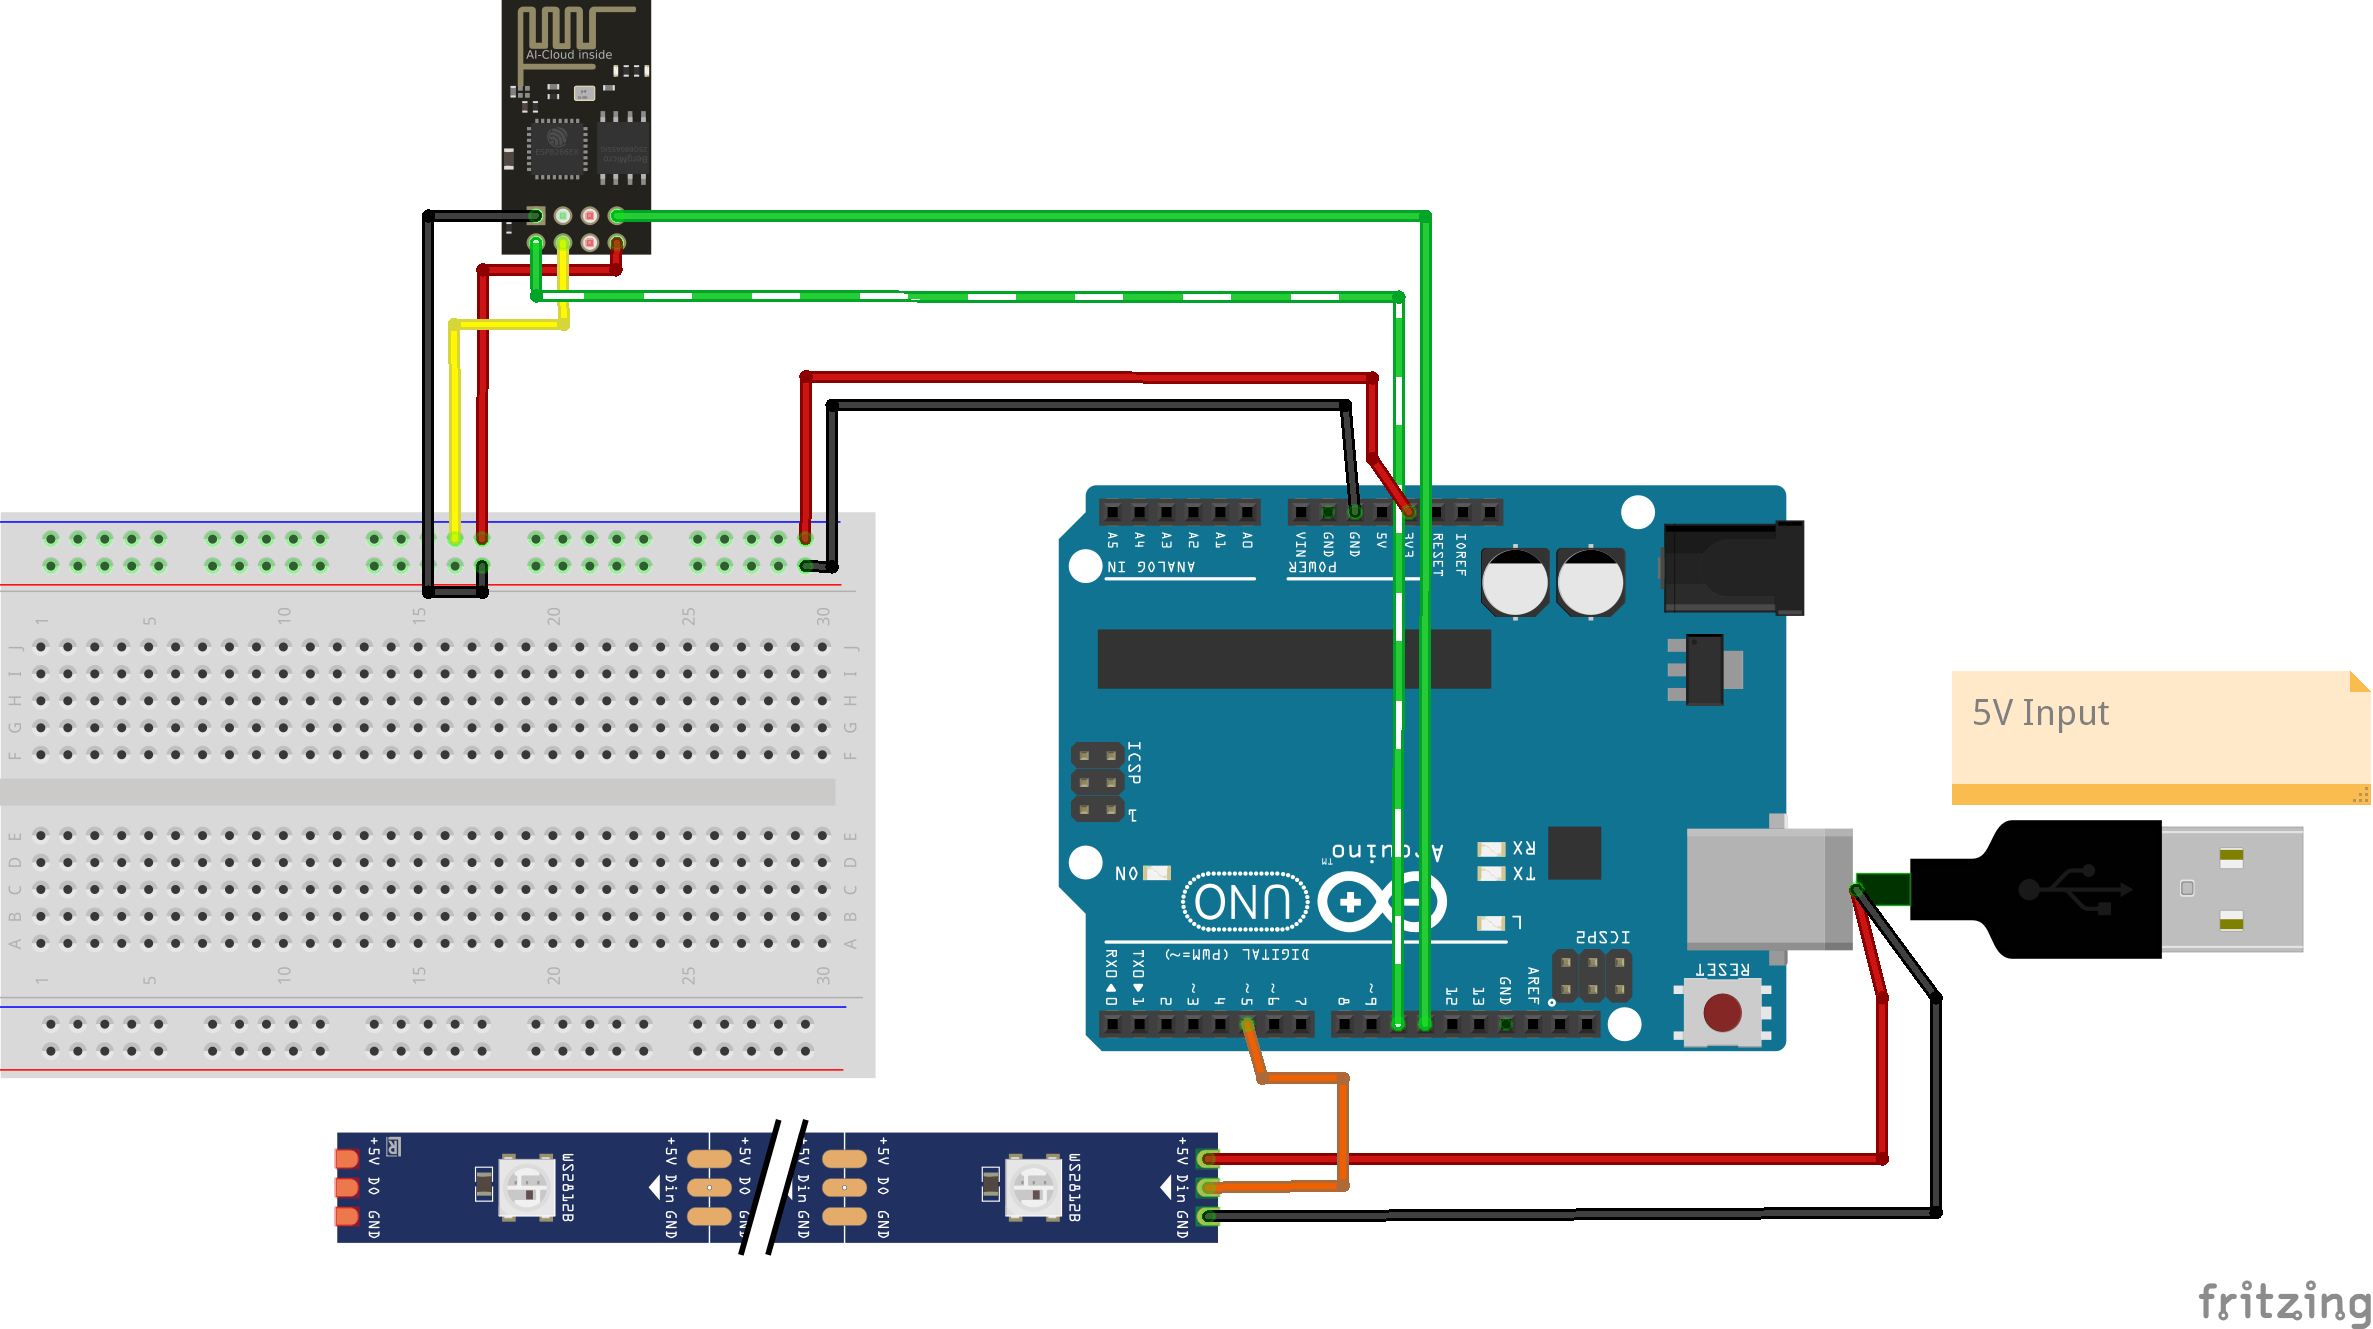 AI-Cloud inside
ESP8266EX
BergMicro
A5 A4 A3 A2 A1 A0
VIN GND GND 5V 3V3 RESET IOREF
ANALOG IN
POWER
1 5 10 15 20 25 30
J J
I I
H H
G G
F F
E E
D D
C C
B B
A A
1 5 10 15 20 25 30
ICSP
1
5V Input
Arduino
TM
RX
TX
ON
UNO
L
ICSP2
DIGITAL (PWM=~)
RX0 TX0
0 1 2 ~3 4 ~5 ~6 7 8 ~9 12 13 GND AREF
RESET
+5V +5V +5V +5V +5V +5V
DO Din DO Din DO Din
GND GND GND GND GND GND
WS2812B WS2812B
fritzing